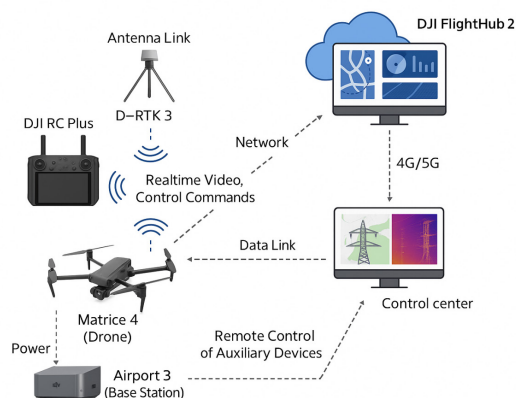 DJI FlightHub 2
Antenna Link
D–RTK 3
DJI RC Plus
Network
4G/5G
Realtime Video,
Control Commands
Data Link
Control center
Matrice 4
(Drone)
Remote Control
of Auxiliary Devices
Power
Airport 3
(Base Station)